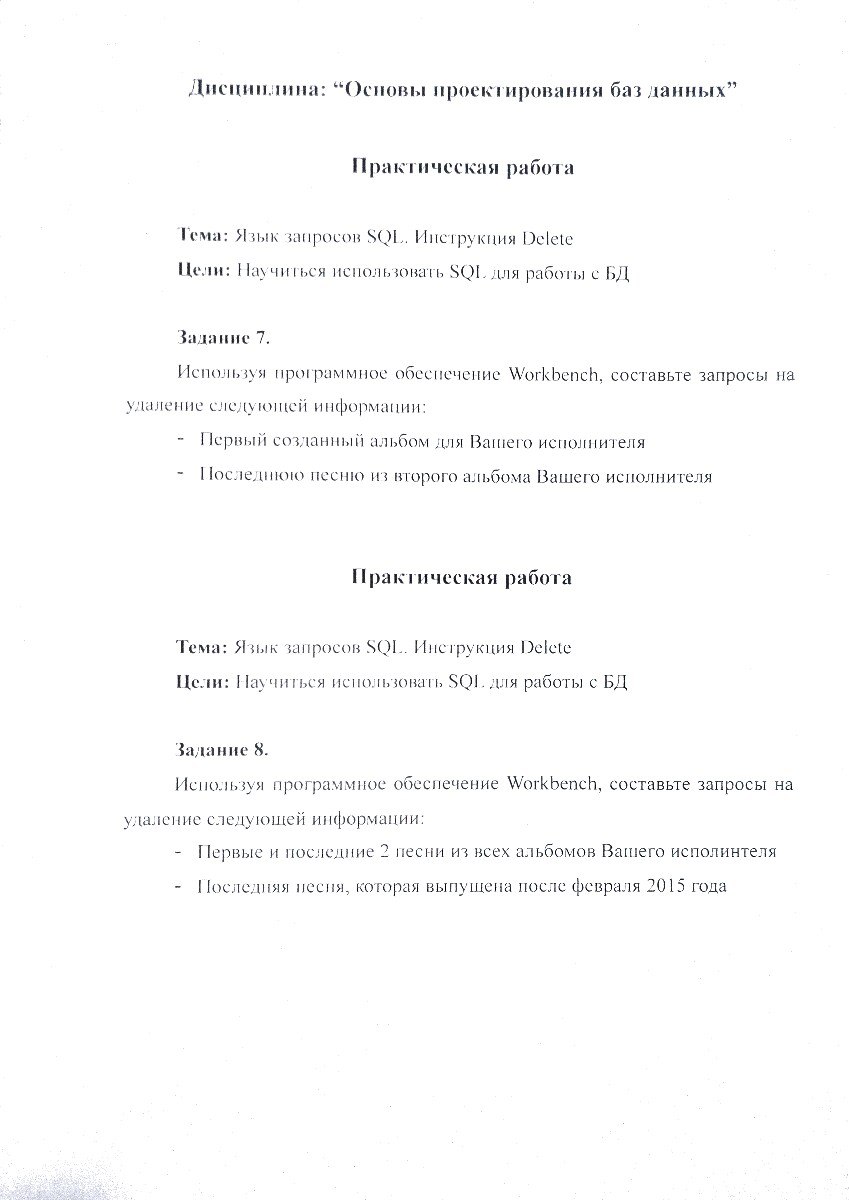 Дисциплина: “Основы проектирования баз данных”
Практическая работа
Тема: Язык запросов SQL. Инструкция Delete
Цели: Научиться использовать SQL для работы с БД
Задание 7.
Используя программное обеспечение Workbench, составьте запросы на
удаление следующей информации:
- Первый созданный альбом для Вашего исполнителя
- Последнюю песню из второго альбома Вашего исполнителя
Практическая работа
Тема: Язык запросов SQL. Инструкция Delete
Цели: Научиться использовать SQL для работы с БД
Задание 8.
Используя программное обеспечение Workbench, составьте запросы на
удаление следующей информации:
- Первые и последние 2 песни из всех альбомов Вашего исполинтеля
- Последняя песня, которая выпущена после февраля 2015 года